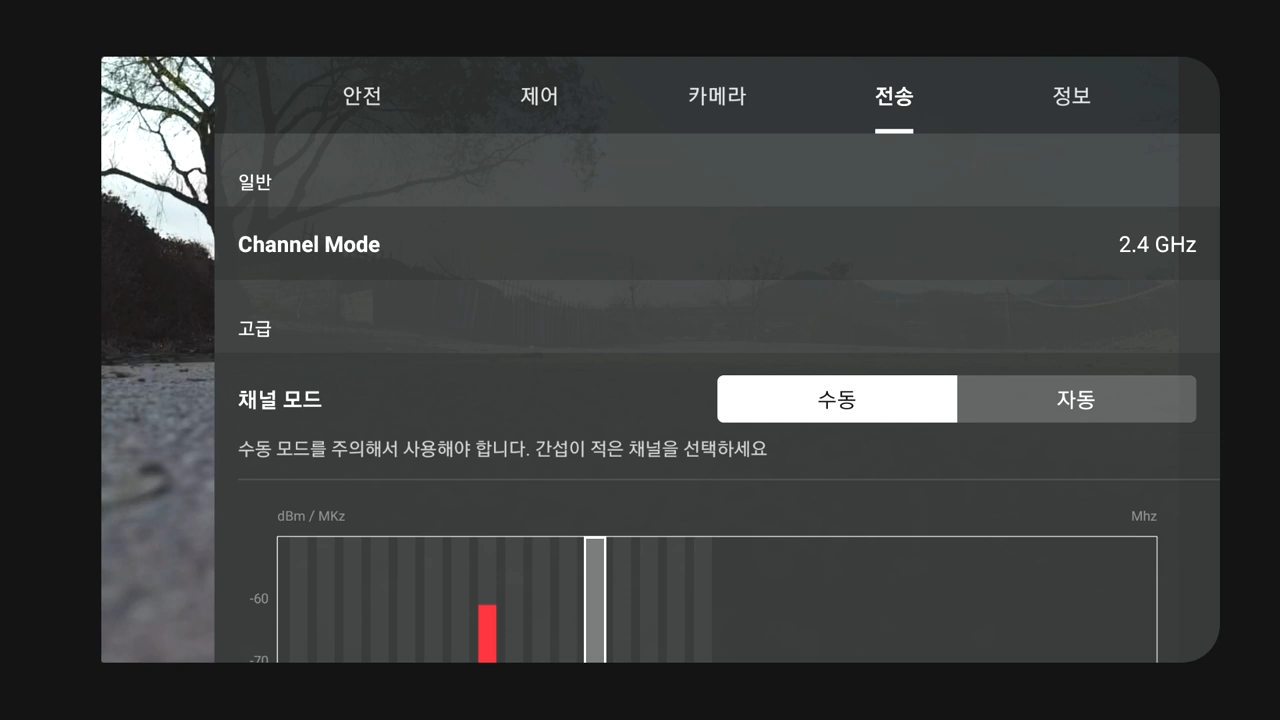 안전 제어 카메라 전송 정보
일반
Channel Mode 2.4 GHz
고급
채널 모드 수동 자동
수동 모드를 주의해서 사용해야 합니다. 간섭이 적은 채널을 선택하세요
dBm / MKz Mhz
-60
-70